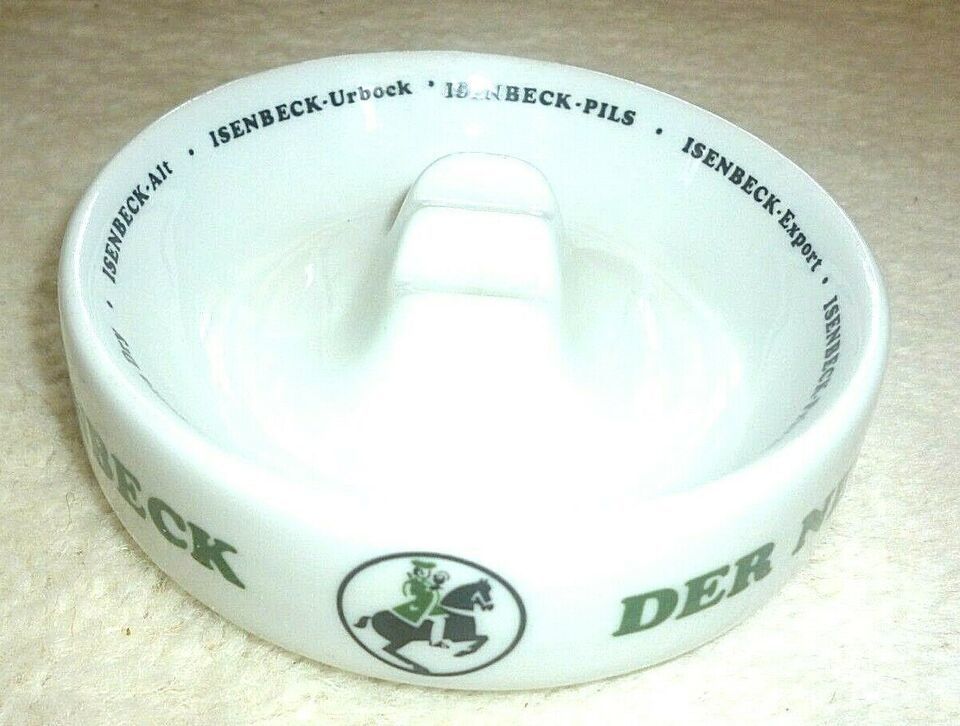 ISENBECK-Alt • ISENBECK-Urbock • ISENBECK-PILS • ISENBECK-Export •
BECK DER